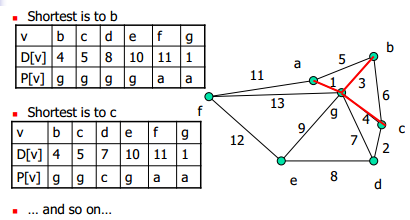 Shortest is to b
v b c d e f g
D[v] 4 5 8 10 11 1
P[v] g g g g a a
Shortest is to c
v b c d e f g
D[v] 4 5 7 10 11 1
P[v] g g c g a a
... and so on...
b
a 5
11 1 3
f 13 6
g 4 c
12 9 7 2
e 8 d